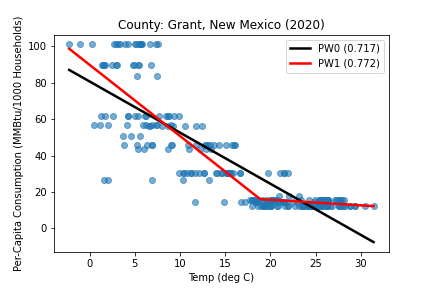 County: Grant, New Mexico (2020)
Per-Capita Consumption (MMBtu/1000 Households)
100
80
60
40
20
0
PW0 (0.717)
PW1 (0.772)
0 5 10 15 20 25 30
Temp (deg C)